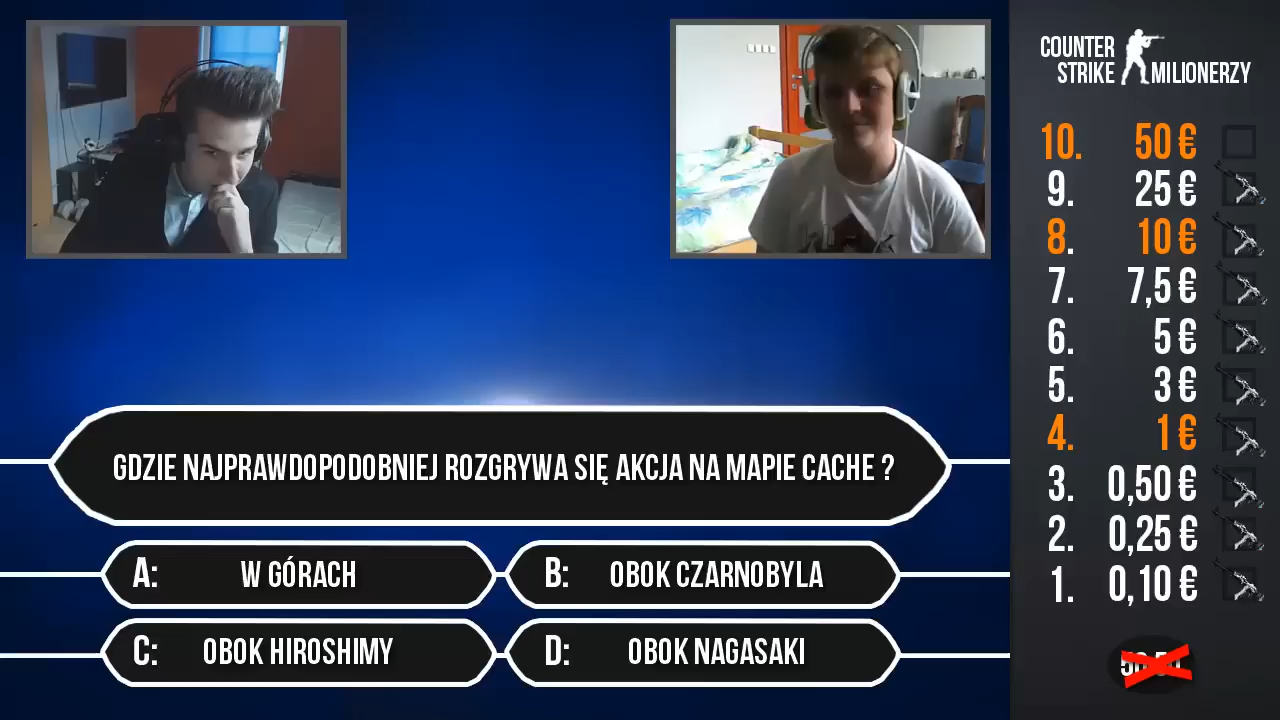 COUNTER
STRIKE MILIONERZY
10. 50 €
9. 25 €
8. 10 €
7. 7,5 €
6. 5 €
5. 3 €
4. 1 €
3. 0,50 €
2. 0,25 €
1. 0,10 €
GDZIE NAJPRAWDOPODOBNIEJ ROZGRYWA SIĘ AKCJA NA MAPIE CACHE ?
A: W GÓRACH
B: OBOK CZARNOBYLA
C: OBOK HIROSHIMY
D: OBOK NAGASAKI